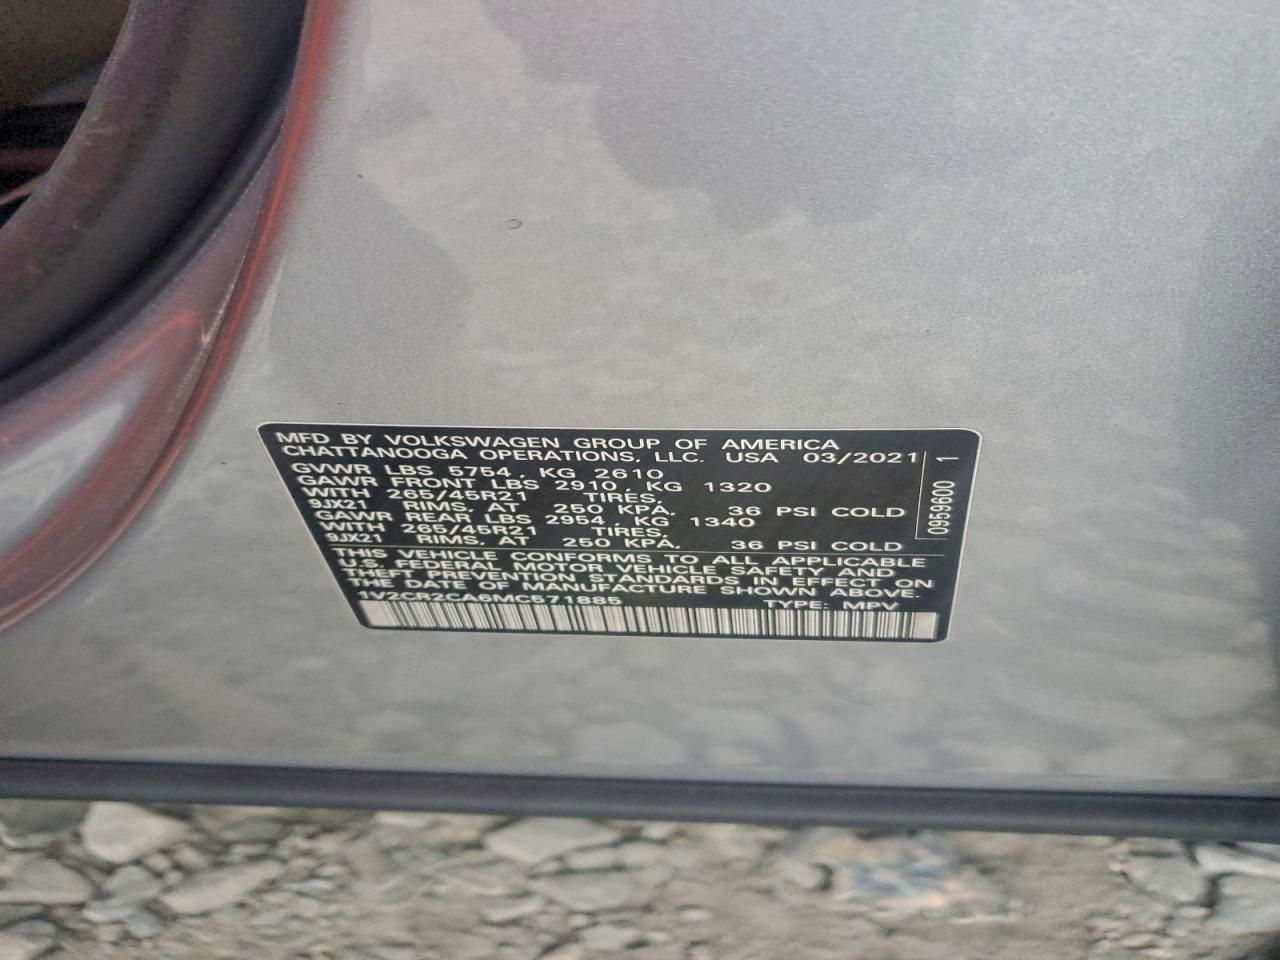 MFD BY VOLKSWAGEN GROUP OF AMERICA
CHATTANOOGA OPERATIONS, LLC. USA 03/2021
GVWR LBS 5754, KG 2610
GAWR FRONT LBS 2910, KG 1320
WITH 265/45R21 TIRES,
9JX21 RIMS, AT 250 KPA, 36 PSI COLD
GAWR REAR LBS 2954, KG 1340
WITH 265/45R21 TIRES,
9JX21 RIMS, AT 250 KPA, 36 PSI COLD
THIS VEHICLE CONFORMS TO ALL APPLICABLE
U.S. FEDERAL MOTOR VEHICLE SAFETY AND
THEFT PREVENTION STANDARDS IN EFFECT ON
THE DATE OF MANUFACTURE SHOWN ABOVE.
1V2CR2CA6MC571885 TYPE: MPV
0959600 1